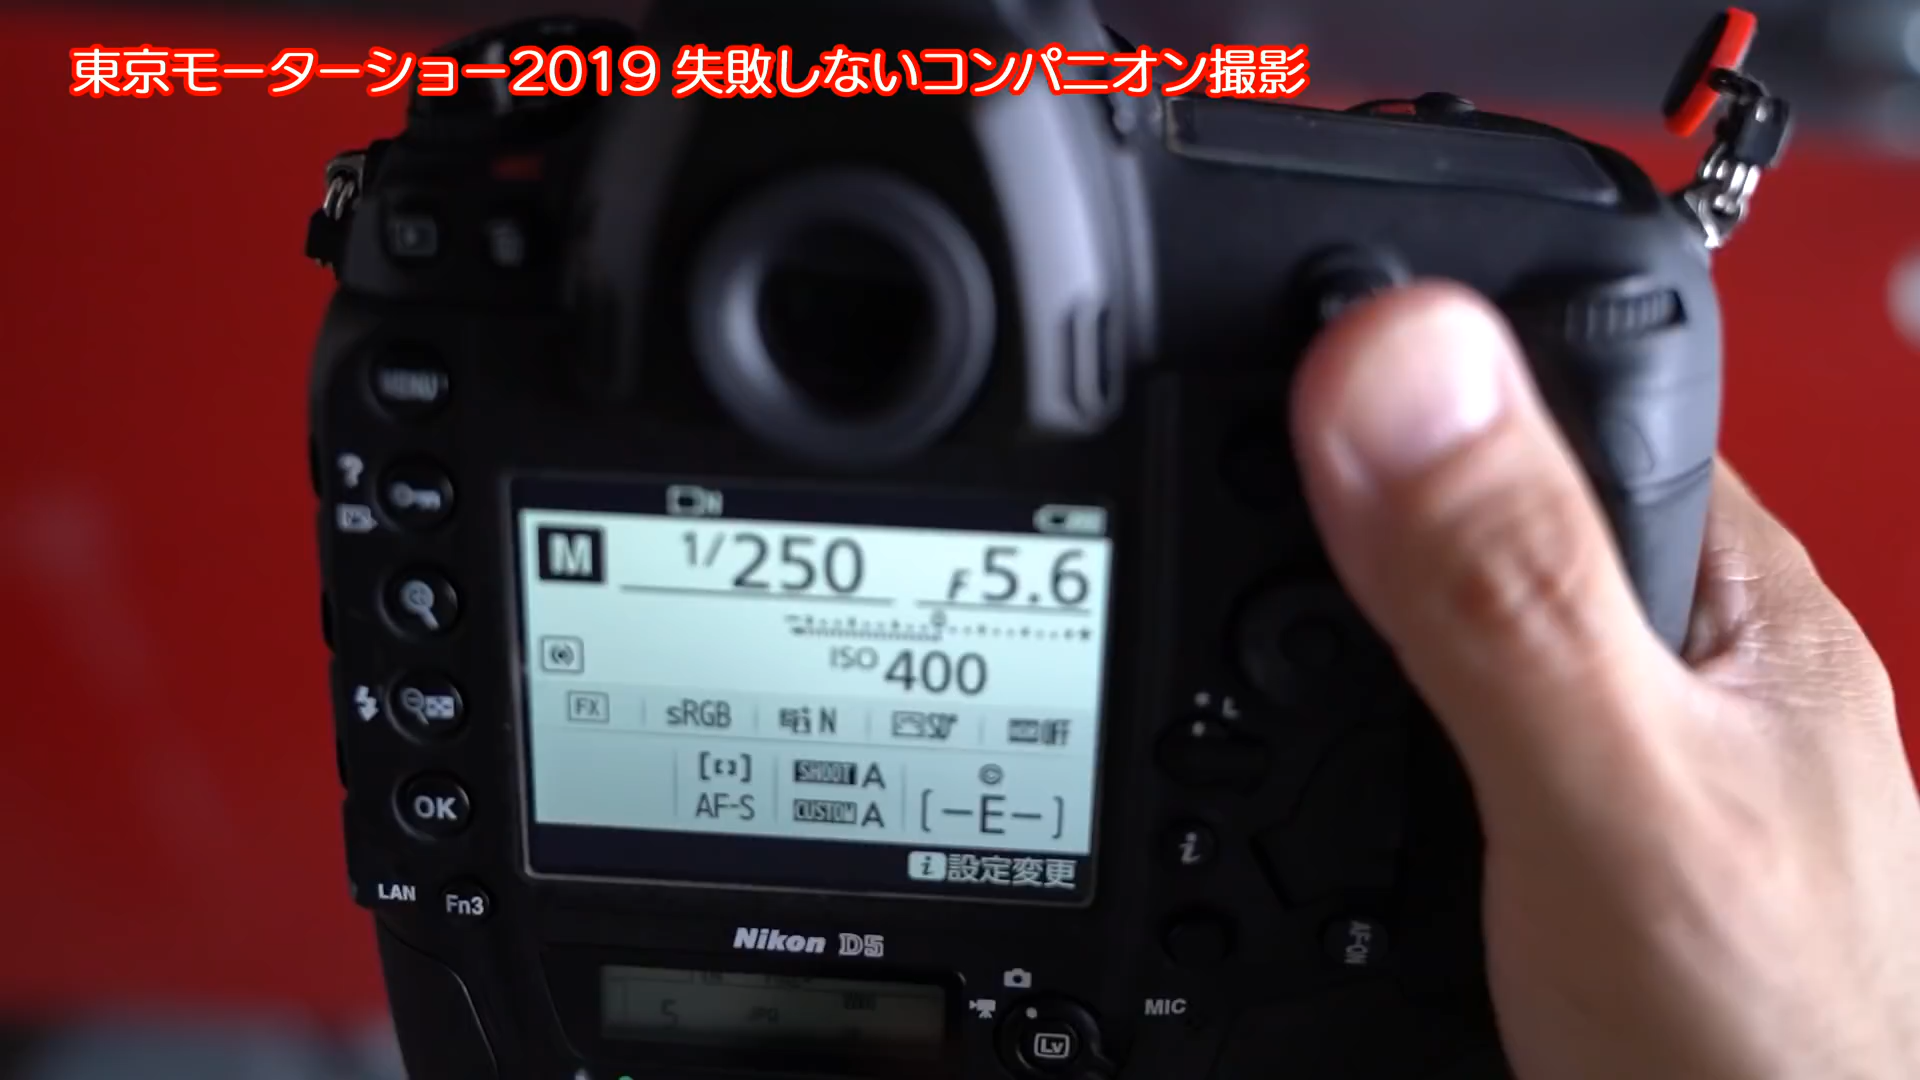 東京モーターショー2019 失敗しないコンパニオン撮影
MENU
?
N
M 1/250 F5.6
ISO 400
FX sRGB N SD OFF
SHOOT A
AF-S CUSTOM A [-E-]
OK
i 設定変更
L
i
LAN Fn3
Nikon D5
AF-ON
MIC
Lv